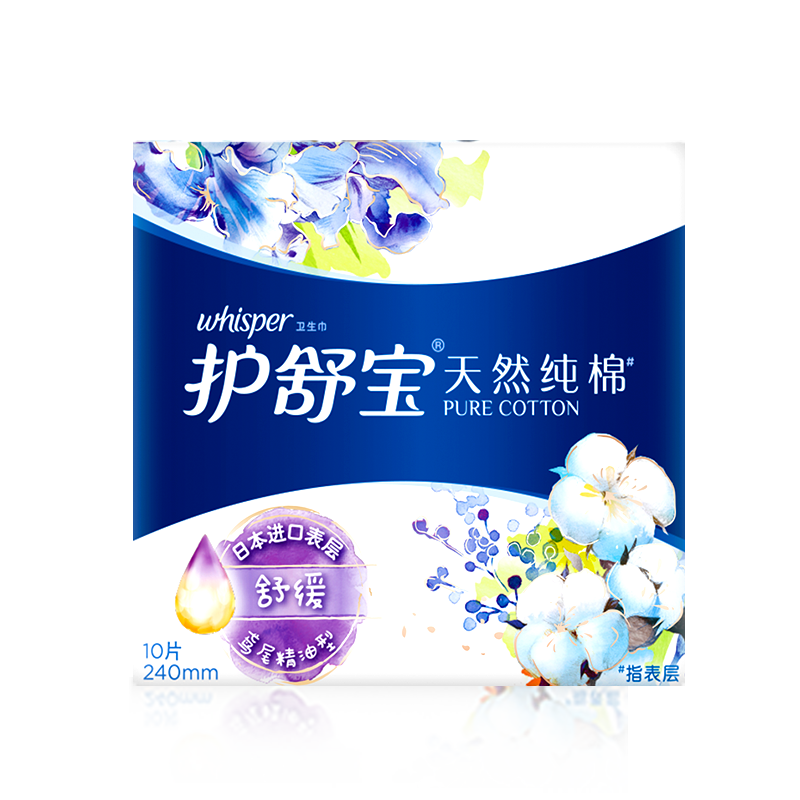 whisper 卫生巾
护舒宝® 天然纯棉#
PURE COTTON
日本进口表层
舒缓
鸢尾精油型
10片
240mm
#指表层